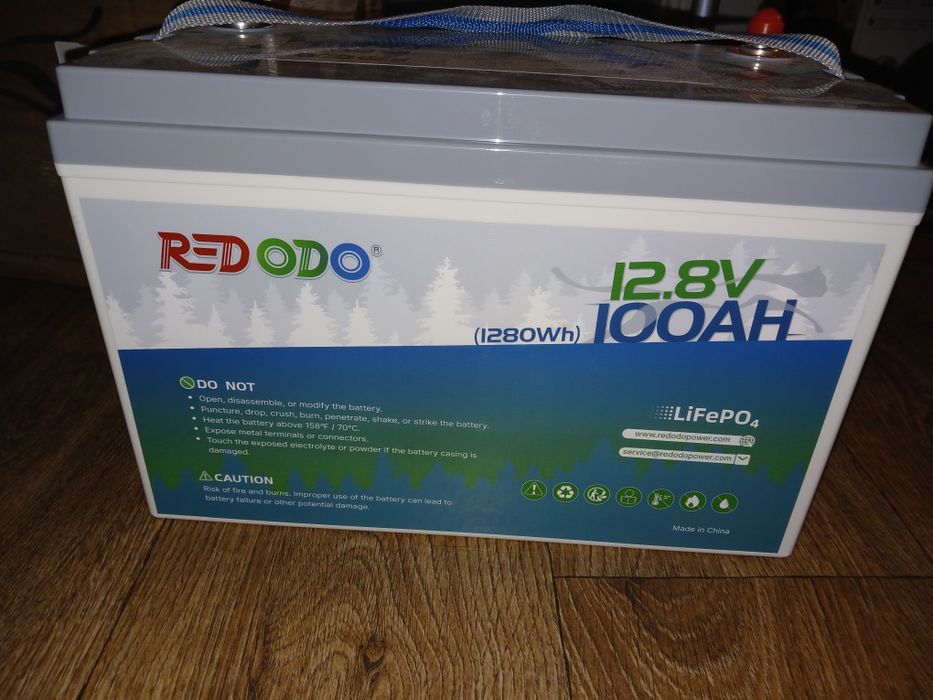 RED ODO®
12.8V
(1280Wh) 100AH
DO NOT
• Open, disassemble, or modify the battery.
• Puncture, drop, crush, burn, penetrate, shake, or strike the battery.
• Heat the battery above 158°F / 70°C.
• Expose metal terminals or connectors.
• Touch the exposed electrolyte or powder if the battery casing is
damaged.
CAUTION
Risk of fire and burns. Improper use of the battery can lead to
battery failure or other potential damage.
LiFePO₄
www.redodopower.com
service@redodopower.com
Made in China